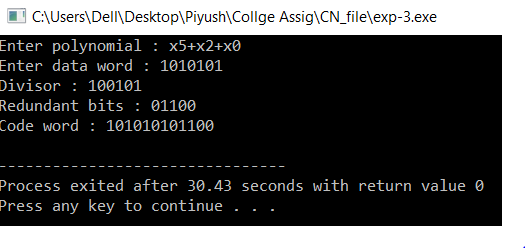 C:\Users\Dell\Desktop\Piyush\Collge Assig\CN_file\exp-3.exe
Enter polynomial : x5+x2+x0
Enter data word : 1010101
Divisor : 100101
Redundant bits : 01100
Code word : 101010101100
--------------------------------
Process exited after 30.43 seconds with return value 0
Press any key to continue . . .